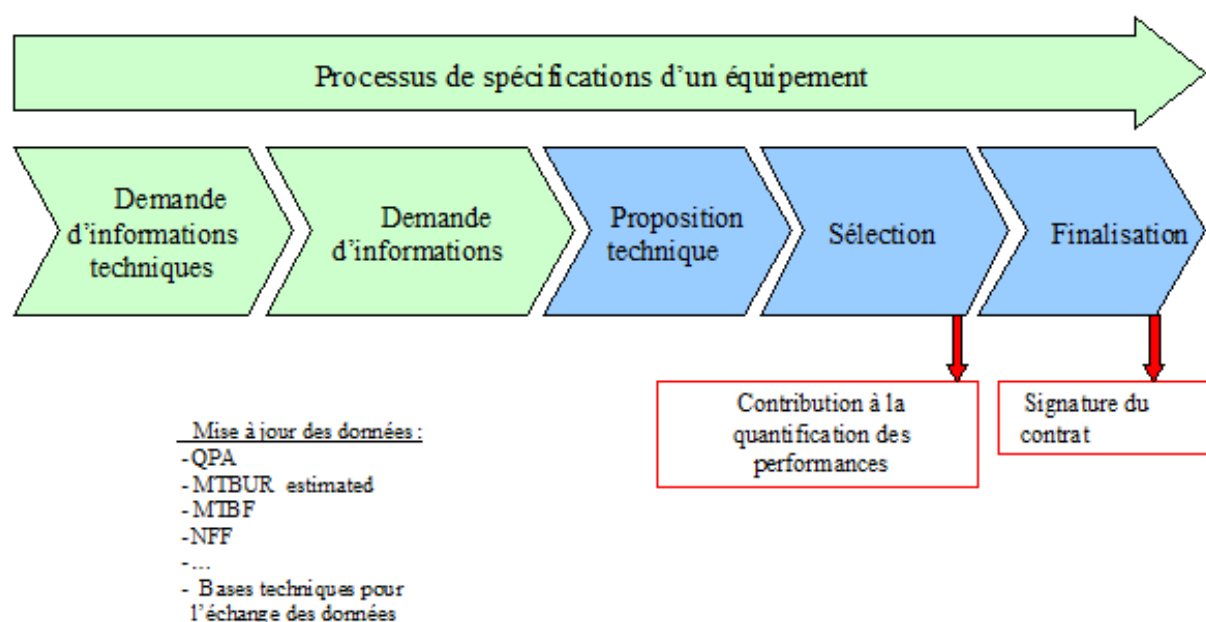 Processus de spécifications d'un équipement
Demande
d'informations
techniques
Demande
d'informations
Proposition
technique
Sélection
Finalisation
Contribution à la
quantification des
performances
Signature du
contrat
Mise à jour des données :
-QPA
- MTBUR estimated
- MTBF
-NFF
-...
- Bases techniques pour
l'échange des données